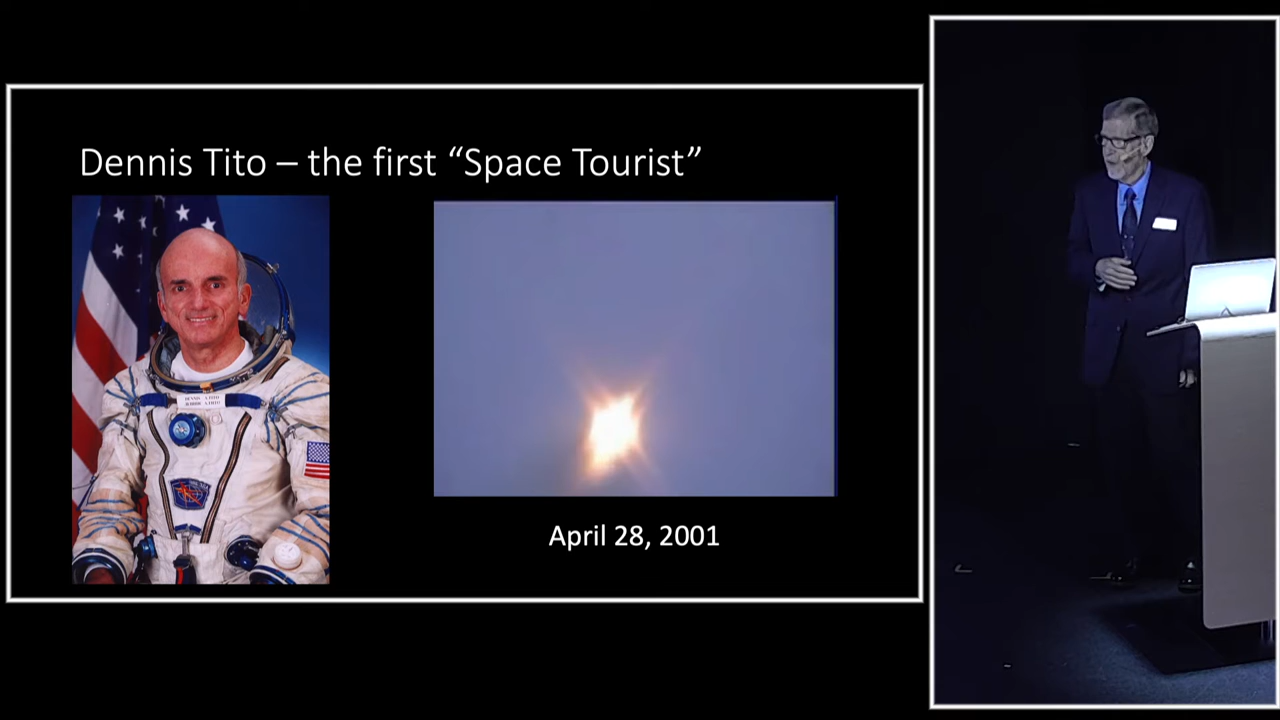 Dennis Tito – the first “Space Tourist”
April 28, 2001